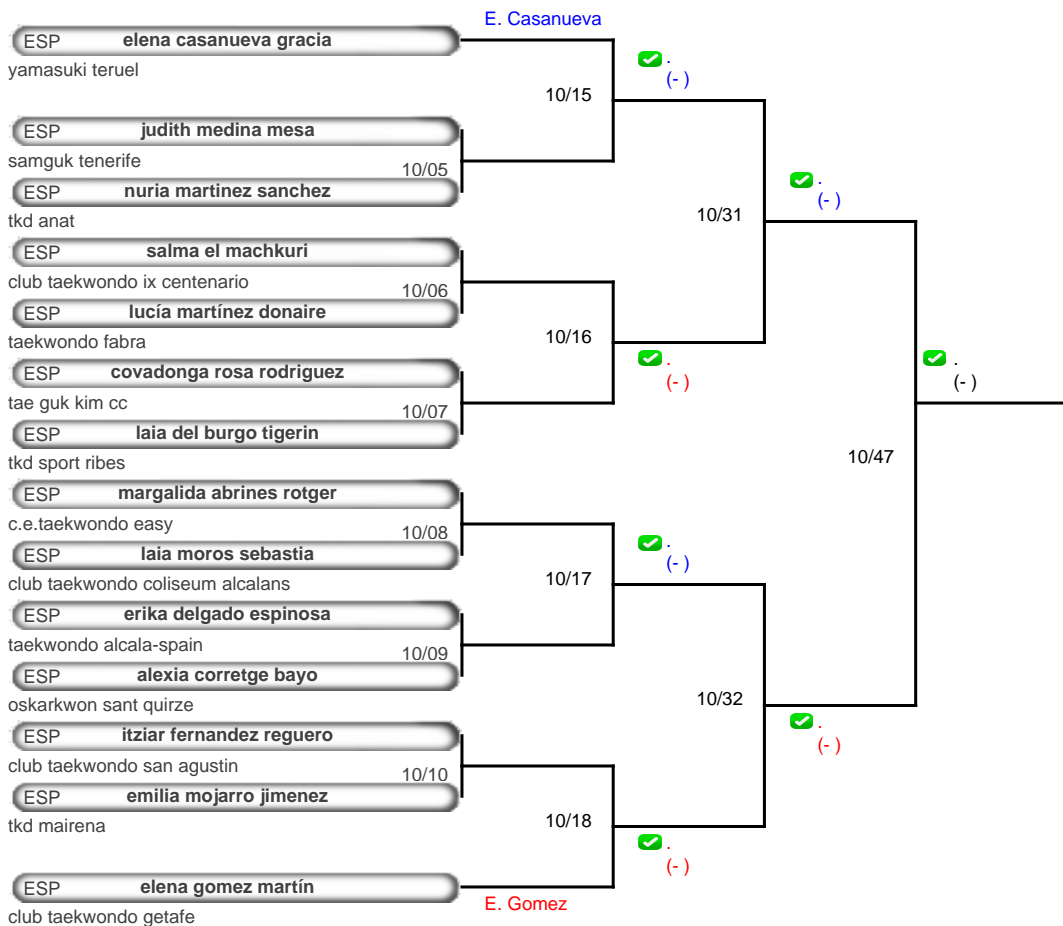 E. Casanueva
ESP elena casanueva gracia
yamasuki teruel
.
(- )
10/15
ESP judith medina mesa
samguk tenerife
10/05
ESP nuria martinez sanchez
tkd anat
.
(- )
10/31
ESP salma el machkuri
club taekwondo ix centenario
10/06
ESP lucía martínez donaire
taekwondo fabra
10/16
.
(- )
ESP covadonga rosa rodriguez
tae guk kim cc
10/07
ESP laia del burgo tigerin
tkd sport ribes
.
(- )
10/47
ESP margalida abrines rotger
c.e.taekwondo easy
10/08
ESP laia moros sebastia
club taekwondo coliseum alcalans
.
(- )
10/17
ESP erika delgado espinosa
taekwondo alcala-spain
10/09
ESP alexia corretge bayo
oskarkwon sant quirze
10/32
.
(- )
ESP itziar fernandez reguero
club taekwondo san agustin
10/10
ESP emilia mojarro jimenez
tkd mairena
10/18
.
(- )
ESP elena gomez martín
club taekwondo getafe
E. Gomez